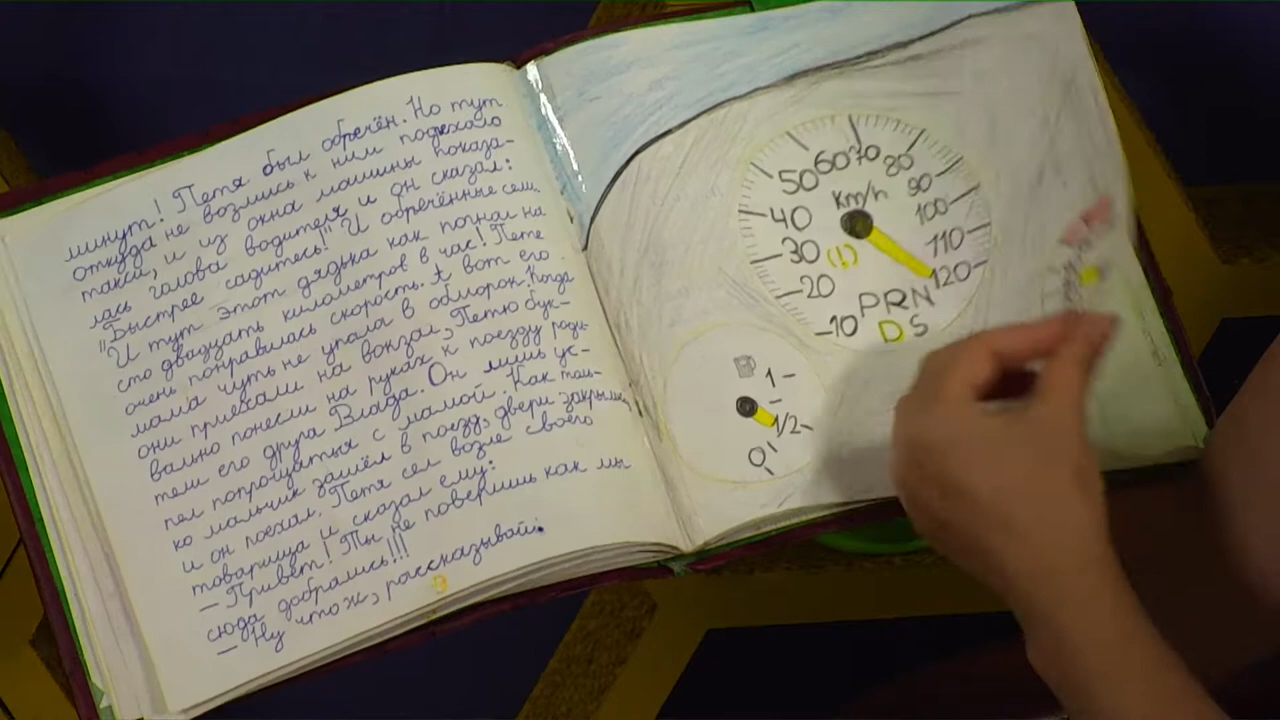 минут! Петя был обречён. Но тут
откуда не возлись к ним подъехало
такси, и из окна машины показа-
лась голова водителя и он сказал:
"Быстрее садитесь!" И обречённые сели.
И тут этот дядька как погнал на
сто двадцать километров в час! Пете
очень понравилась скорость. А вот его
мама чуть не упала в обморок. Когда
они приехали на вокзал, Петю бук-
вально понесли на руках к поезду роди-
тели его друга Влада. Он лишь ус-
пел попрощаться с мамой. Как толь-
ко мальчик зашёл в поезд, двери закрылись,
и он поехал. Петя сел возле своего
товарища и сказал ему:
— Привет! Ты не поверишь как мы
сюда добрались!!!
— Ну что ж, рассказывай.
10
20
30
40
50
60
70
80
90
100
110
120
Km/h
(!)
PRN
D S
1
1/2
0